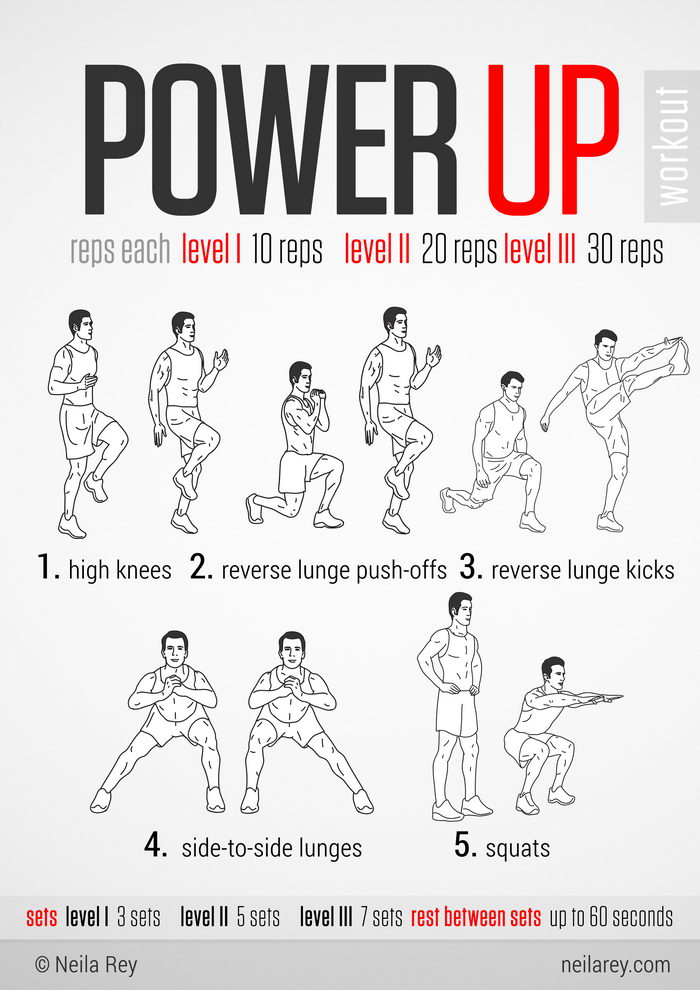 POWER UP
workout
reps each level I 10 reps level II 20 reps level III 30 reps
1. high knees 2. reverse lunge push-offs 3. reverse lunge kicks
4. side-to-side lunges 5. squats
sets level I 3 sets level II 5 sets level III 7 sets rest between sets up to 60 seconds
© Neila Rey neilarey.com